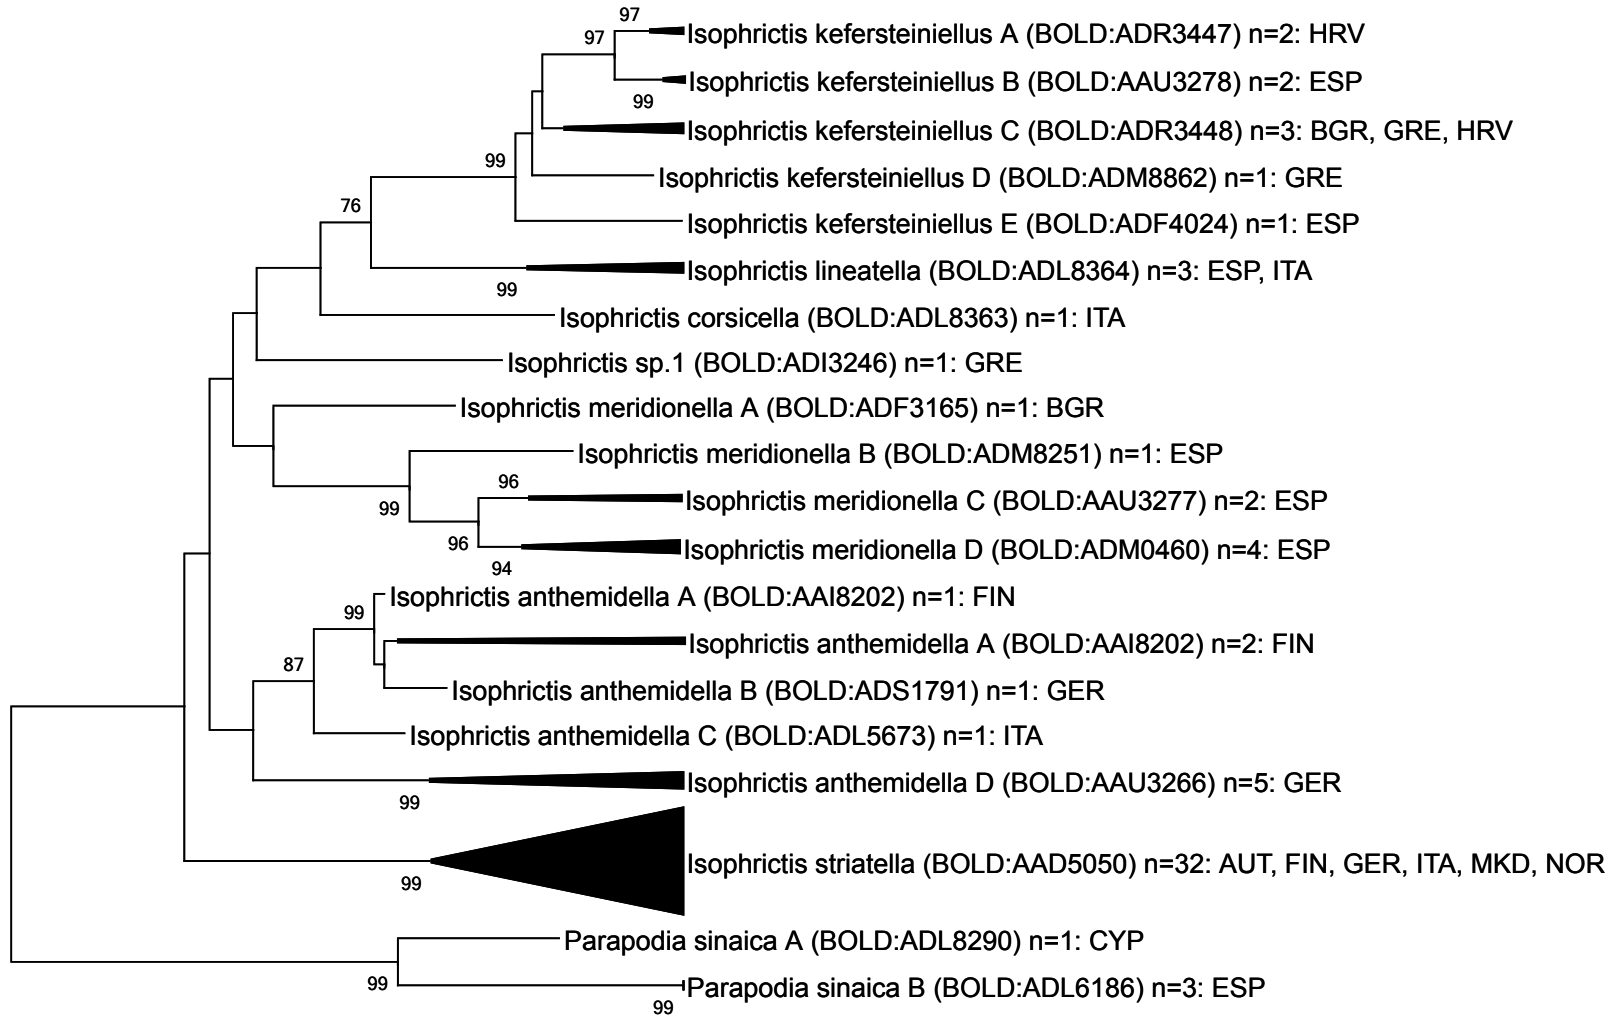 97
Isophrictis kefersteiniellus A (BOLD:ADR3447) n=2: HRV
97
Isophrictis kefersteiniellus B (BOLD:AAU3278) n=2: ESP
99
Isophrictis kefersteiniellus C (BOLD:ADR3448) n=3: BGR, GRE, HRV
99
Isophrictis kefersteiniellus D (BOLD:ADM8862) n=1: GRE
76
Isophrictis kefersteiniellus E (BOLD:ADF4024) n=1: ESP
Isophrictis lineatella (BOLD:ADL8364) n=3: ESP, ITA
99
Isophrictis corsicella (BOLD:ADL8363) n=1: ITA
Isophrictis sp.1 (BOLD:ADI3246) n=1: GRE
Isophrictis meridionella A (BOLD:ADF3165) n=1: BGR
Isophrictis meridionella B (BOLD:ADM8251) n=1: ESP
96
Isophrictis meridionella C (BOLD:AAU3277) n=2: ESP
99
96
Isophrictis meridionella D (BOLD:ADM0460) n=4: ESP
94
Isophrictis anthemidella A (BOLD:AAI8202) n=1: FIN
99
Isophrictis anthemidella A (BOLD:AAI8202) n=2: FIN
87
Isophrictis anthemidella B (BOLD:ADS1791) n=1: GER
Isophrictis anthemidella C (BOLD:ADL5673) n=1: ITA
Isophrictis anthemidella D (BOLD:AAU3266) n=5: GER
99
Isophrictis striatella (BOLD:AAD5050) n=32: AUT, FIN, GER, ITA, MKD, NOR
99
Parapodia sinaica A (BOLD:ADL8290) n=1: CYP
99
Parapodia sinaica B (BOLD:ADL6186) n=3: ESP
99